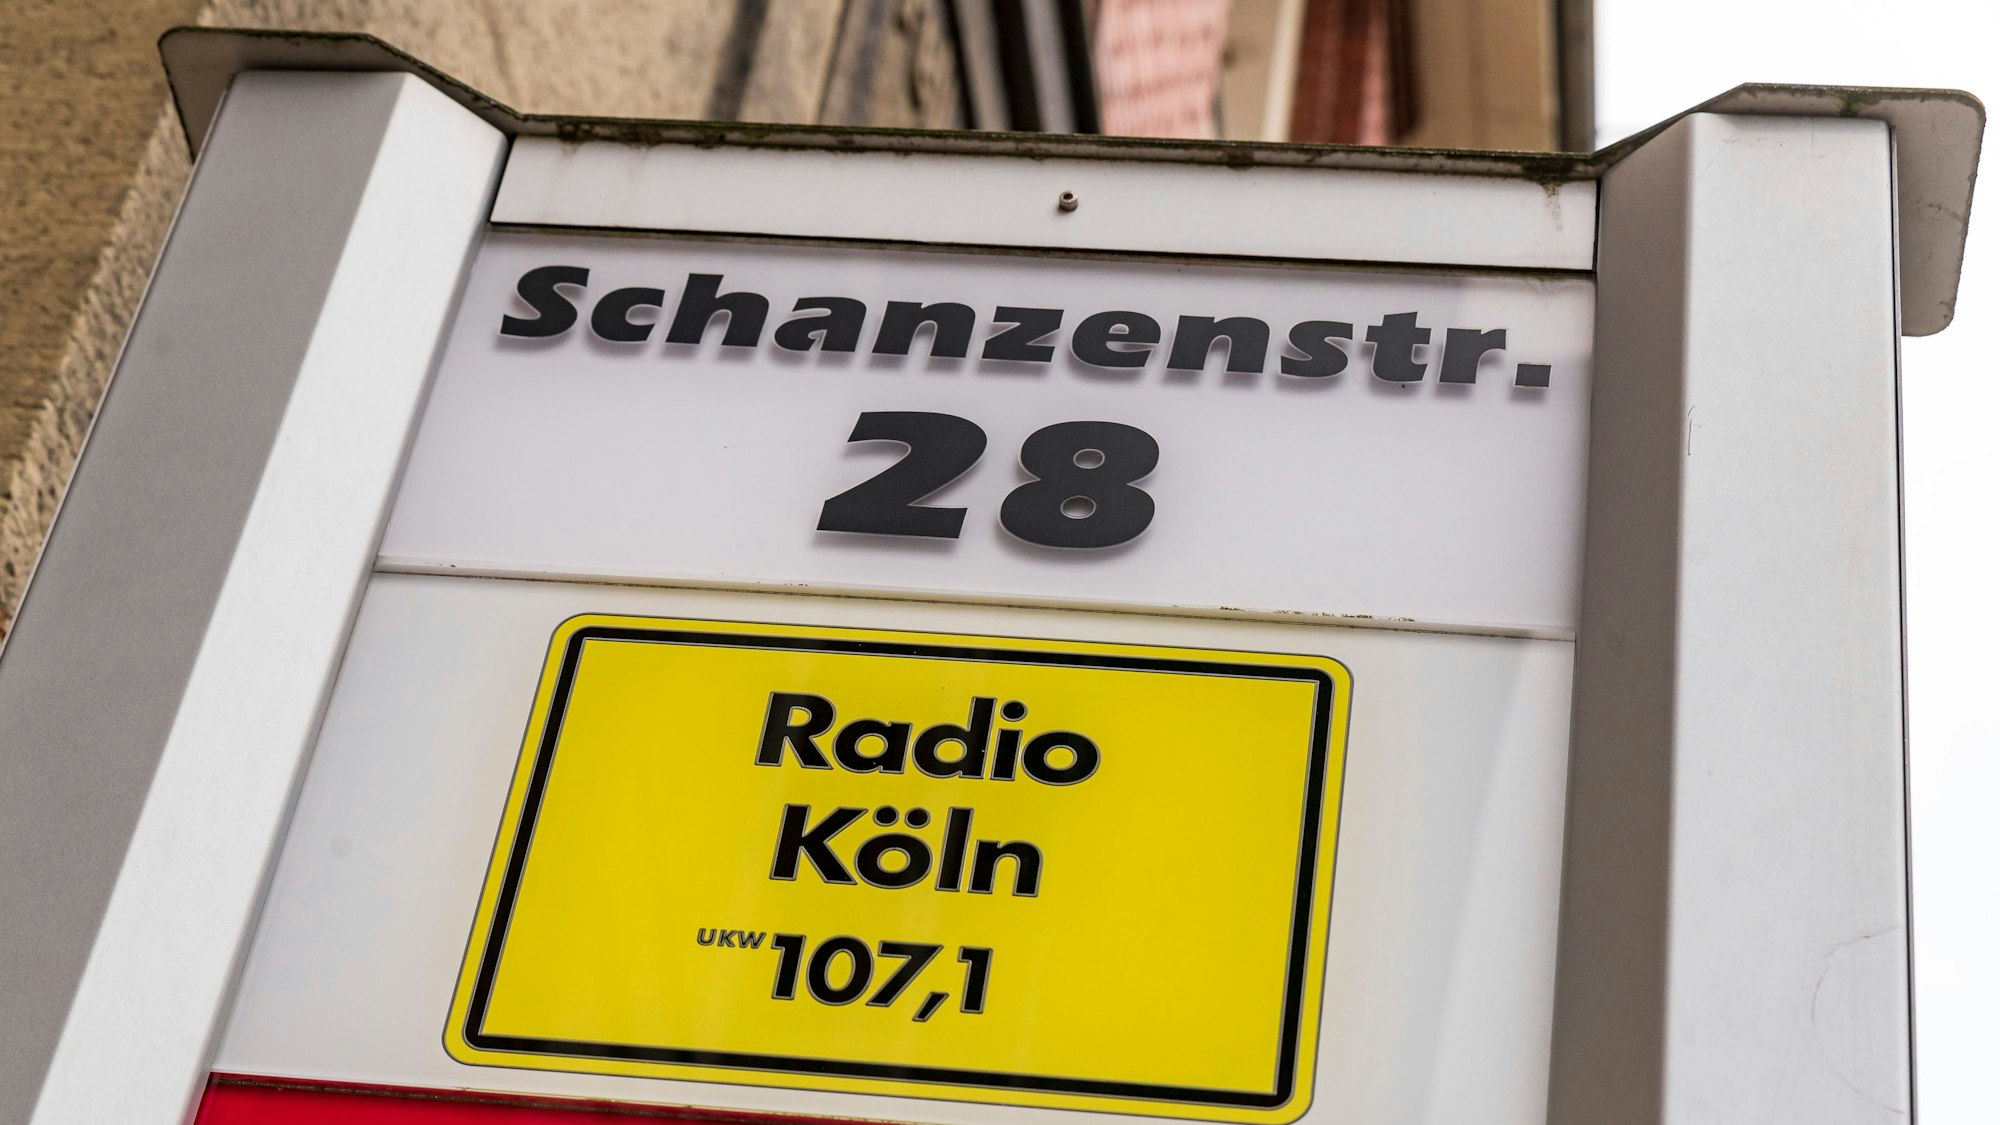 Schanzenstr.
28
Radio
Köln
UKW 107,1